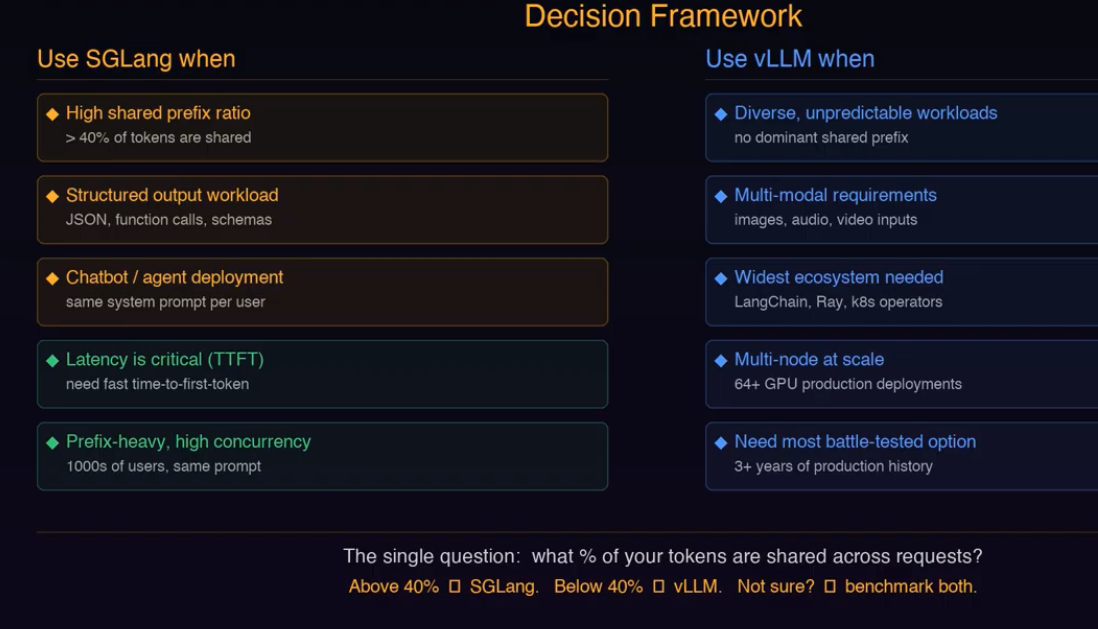 Decision Framework
Use SGLang when
◆ High shared prefix ratio
> 40% of tokens are shared
◆ Structured output workload
JSON, function calls, schemas
◆ Chatbot / agent deployment
same system prompt per user
◆ Latency is critical (TTFT)
need fast time-to-first-token
◆ Prefix-heavy, high concurrency
1000s of users, same prompt
Use vLLM when
◆ Diverse, unpredictable workloads
no dominant shared prefix
◆ Multi-modal requirements
images, audio, video inputs
◆ Widest ecosystem needed
LangChain, Ray, k8s operators
◆ Multi-node at scale
64+ GPU production deployments
◆ Need most battle-tested option
3+ years of production history
The single question: what % of your tokens are shared across requests?
Above 40% □ SGLang. Below 40% □ vLLM. Not sure? □ benchmark both.